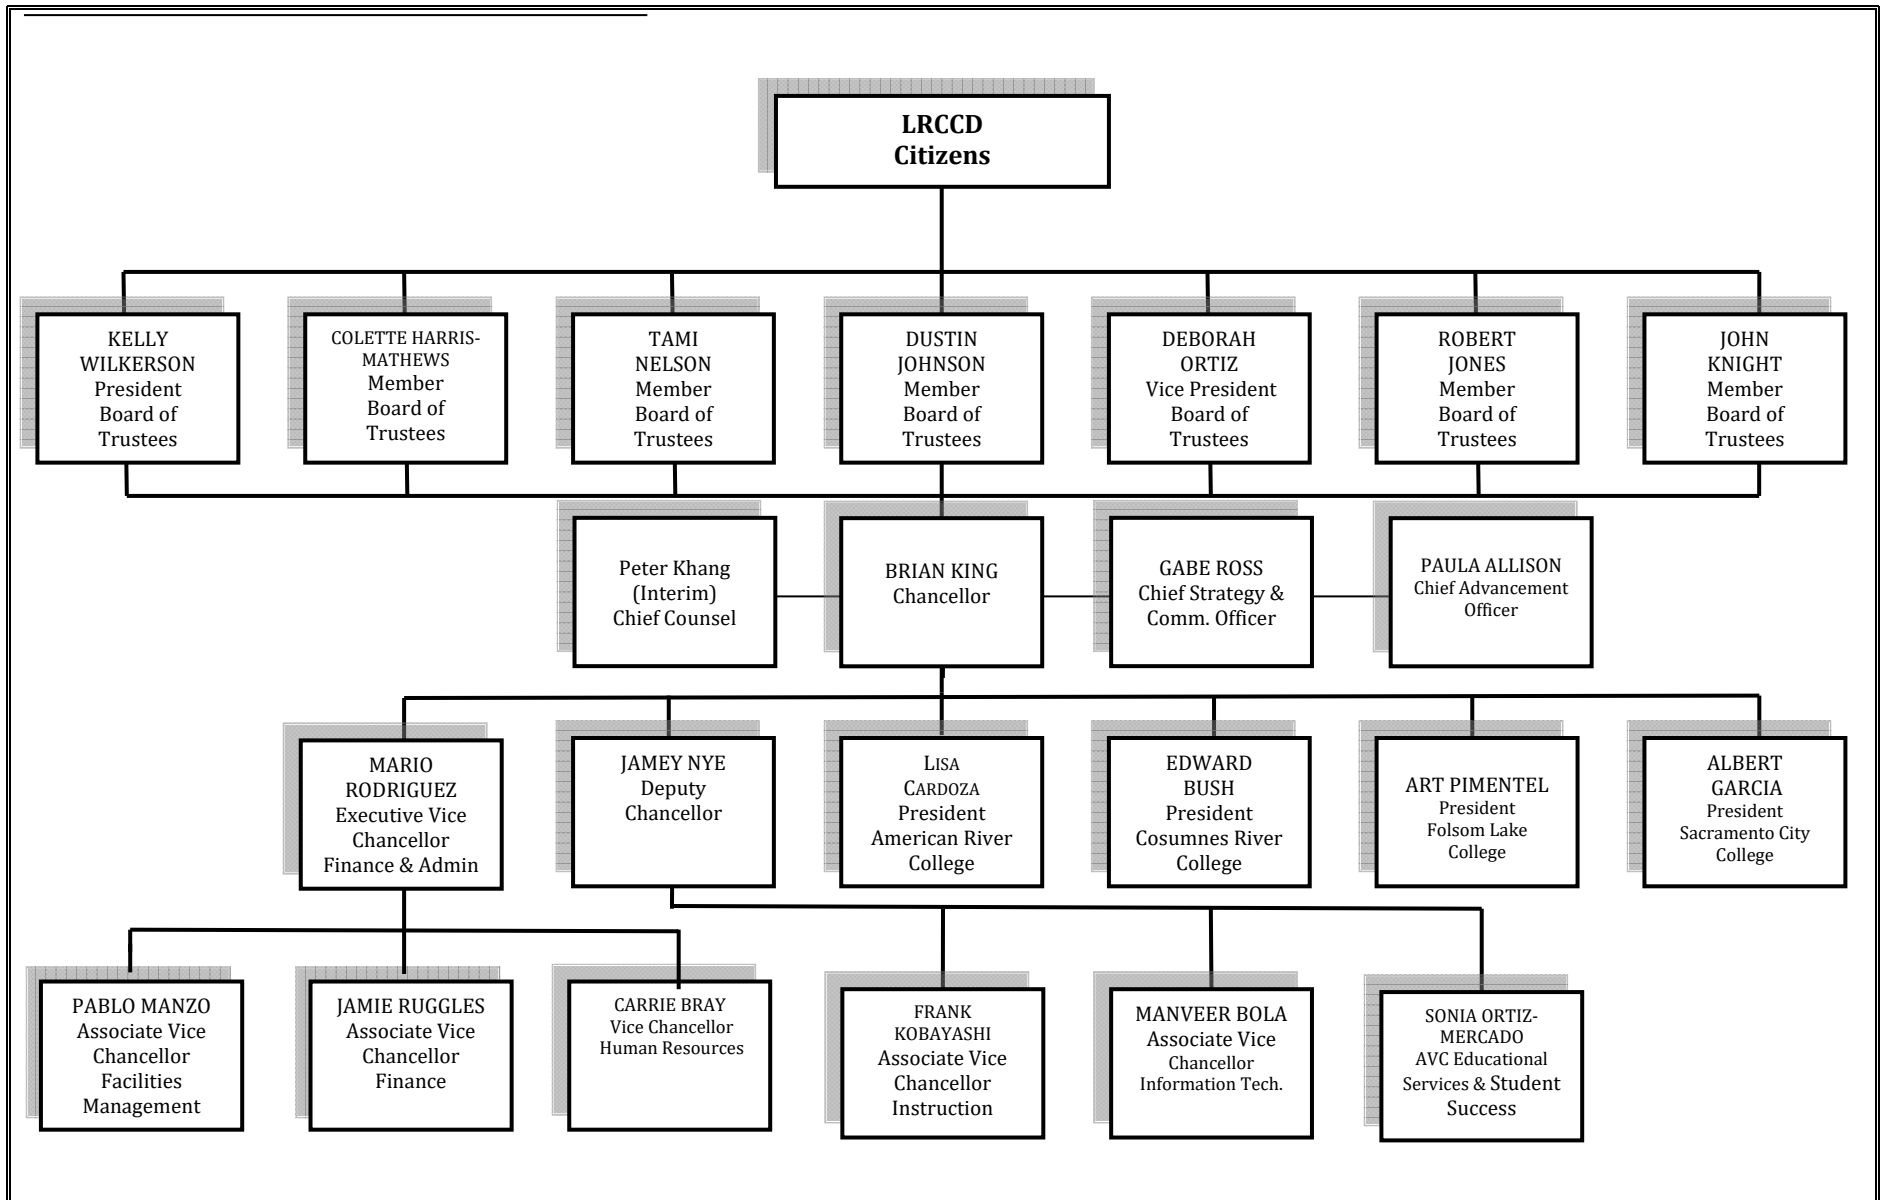 LRCCD
Citizens
KELLY
WILKERSON
President
Board of
Trustees
COLETTE HARRIS-
MATHEWS
Member
Board of
Trustees
TAMI
NELSON
Member
Board of
Trustees
DUSTIN
JOHNSON
Member
Board of
Trustees
DEBORAH
ORTIZ
Vice President
Board of
Trustees
ROBERT
JONES
Member
Board of
Trustees
JOHN
KNIGHT
Member
Board of
Trustees
Peter Khang
(Interim)
Chief Counsel
BRIAN KING
Chancellor
GABE ROSS
Chief Strategy &
Comm. Officer
PAULA ALLISON
Chief Advancement
Officer
MARIO
RODRIGUEZ
Executive Vice
Chancellor
Finance & Admin
JAMEY NYE
Deputy
Chancellor
LISA
CARDOZA
President
American River
College
EDWARD
BUSH
President
Cosumnes River
College
ART PIMENTEL
President
Folsom Lake
College
ALBERT
GARCIA
President
Sacramento City
College
PABLO MANZO
Associate Vice
Chancellor
Facilities
Management
JAMIE RUGGLES
Associate Vice
Chancellor
Finance
CARRIE BRAY
Vice Chancellor
Human Resources
FRANK
KOBAYASHI
Associate Vice
Chancellor
Instruction
MANVEER BOLA
Associate Vice
Chancellor
Information Tech.
SONIA ORTIZ-
MERCADO
AVC Educational
Services & Student
Success